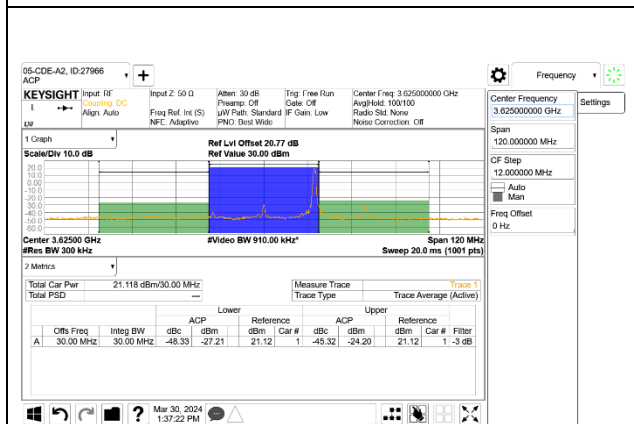 05-CDE-A2, ID:27966
ACP
Frequency
KEYSIGHT Input: RF Input Z: 50 Ω Atten: 30 dB Trig: Free Run Center Freq: 3.625000000 GHz
Coupling: DC Preamp: Off Gate: Off Avg|Hold: 100/100
Align: Auto Freq Ref: Int (S) µW Path: Standard IF Gain: Low Radio Std: None
NFE: Adaptive PNO: Best Wide Noise Correction: Off
Center Frequency
3.625000000 GHz
Settings
Span
120.000000 MHz
CF Step
12.000000 MHz
Auto
Man
Freq Offset
0 Hz
1 Graph
Scale/Div 10.0 dB
Ref Lvl Offset 20.77 dB
Ref Value 30.00 dBm
20.0
10.0
0.00
-10.0
-20.0
-30.0
-40.0
-50.0
60.0
Center 3.62500 GHz #Video BW 910.00 kHz* Span 120 MHz
#Res BW 300 kHz Sweep 20.0 ms (1001 pts)
2 Metrics
Total Car Pwr 21.118 dBm/30.00 MHz Measure Trace Trace 1
Total PSD --- Trace Type Trace Average (Active)
Lower Upper
ACP Reference ACP Reference
Offs Freq Integ BW dBc dBm dBm Car # dBc dBm dBm Car # Filter
A 30.00 MHz 30.00 MHz -48.33 -27.21 21.12 1 -45.32 -24.20 21.12 1 -3 dB
Mar 30, 2024
1:37:22 PM